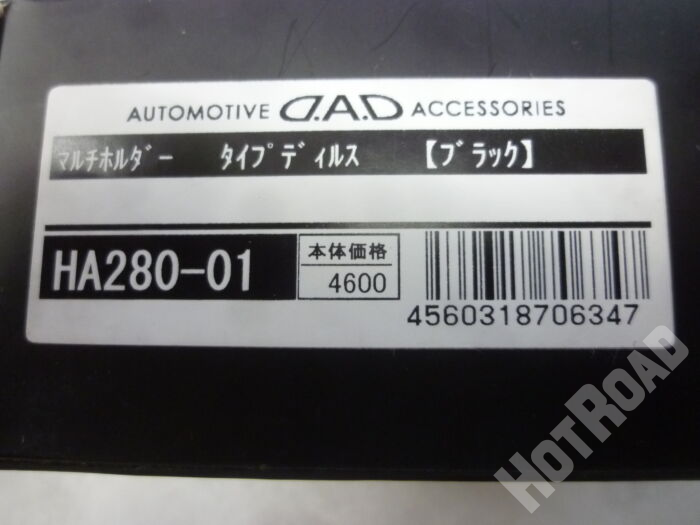 AUTOMOTIVE D.A.D ACCESSORIES
マルチホルダー タイプディルス 【ブラック】
HA280-01
本体価格
4600
4560318706347
HOTROAD